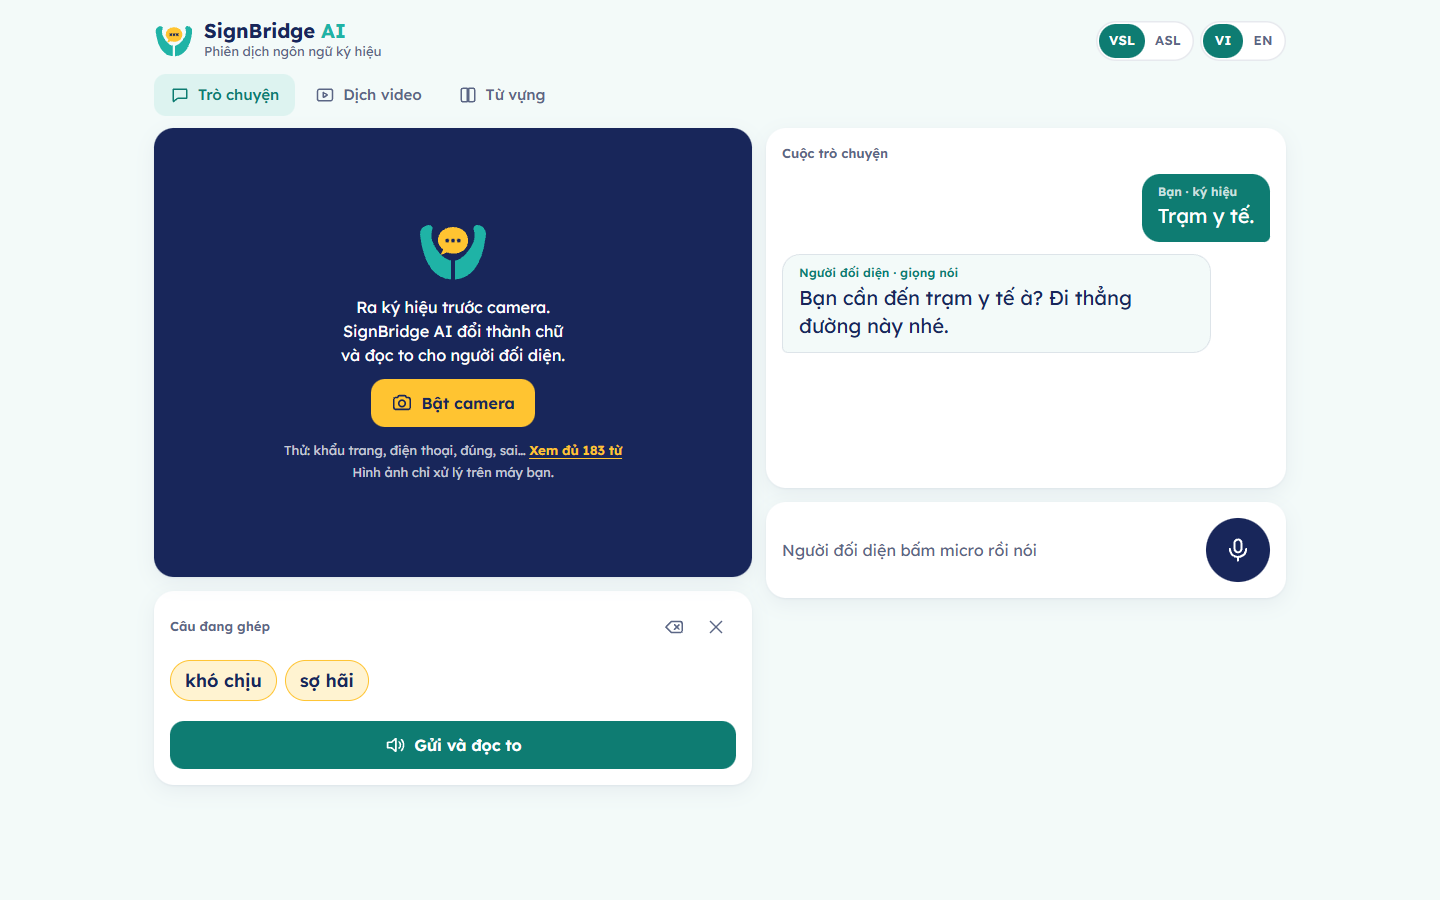 SignBridge AI
Phiên dịch ngôn ngữ ký hiệu
VSL ASL VI EN
Trò chuyện Dịch video Từ vựng
Ra ký hiệu trước camera.
SignBridge AI đổi thành chữ
và đọc to cho người đối diện.
Bật camera
Thử: khẩu trang, điện thoại, đúng, sai... Xem đủ 183 từ
Hình ảnh chỉ xử lý trên máy bạn.
Câu đang ghép
khó chịu sợ hãi
Gửi và đọc to
Cuộc trò chuyện
Bạn · ký hiệu
Trạm y tế.
Người đối diện · giọng nói
Bạn cần đến trạm y tế à? Đi thẳng
đường này nhé.
Người đối diện bấm micro rồi nói